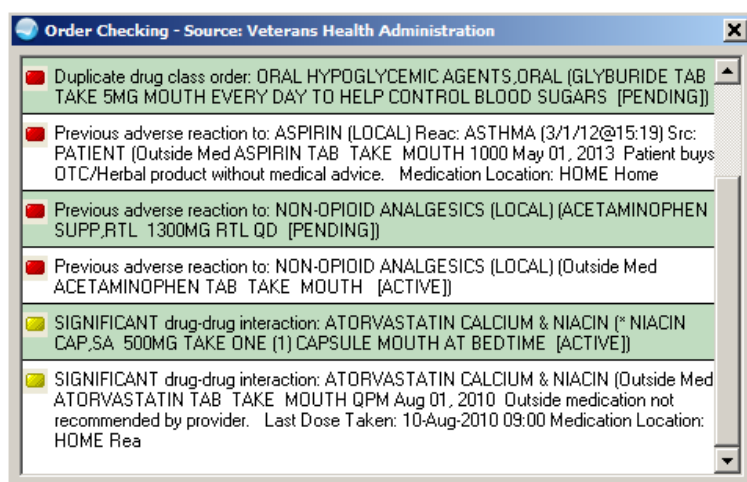 Order Checking - Source: Veterans Health Administration
Duplicate drug class order: ORAL HYPOGLYCEMIC AGENTS,ORAL (GLYBURIDE TAB
TAKE 5MG MOUTH EVERY DAY TO HELP CONTROL BLOOD SUGARS [PENDING])
Previous adverse reaction to: ASPIRIN (LOCAL) Reac: ASTHMA (3/1/12@15:19) Src:
PATIENT (Outside Med ASPIRIN TAB TAKE MOUTH 1000 May 01, 2013 Patient buys
OTC/Herbal product without medical advice. Medication Location: HOME Home
Previous adverse reaction to: NON-OPIOID ANALGESICS (LOCAL) (ACETAMINOPHEN
SUPP,RTL 1300MG RTL QD [PENDING])
Previous adverse reaction to: NON-OPIOID ANALGESICS (LOCAL) (Outside Med
ACETAMINOPHEN TAB TAKE MOUTH [ACTIVE])
SIGNIFICANT drug-drug interaction: ATORVASTATIN CALCIUM & NIACIN (* NIACIN
CAP,SA 500MG TAKE ONE (1) CAPSULE MOUTH AT BEDTIME [ACTIVE])
SIGNIFICANT drug-drug interaction: ATORVASTATIN CALCIUM & NIACIN (Outside Med
ATORVASTATIN TAB TAKE MOUTH QPM Aug 01, 2010 Outside medication not
recommended by provider. Last Dose Taken: 10-Aug-2010 09:00 Medication Location:
HOME Rea